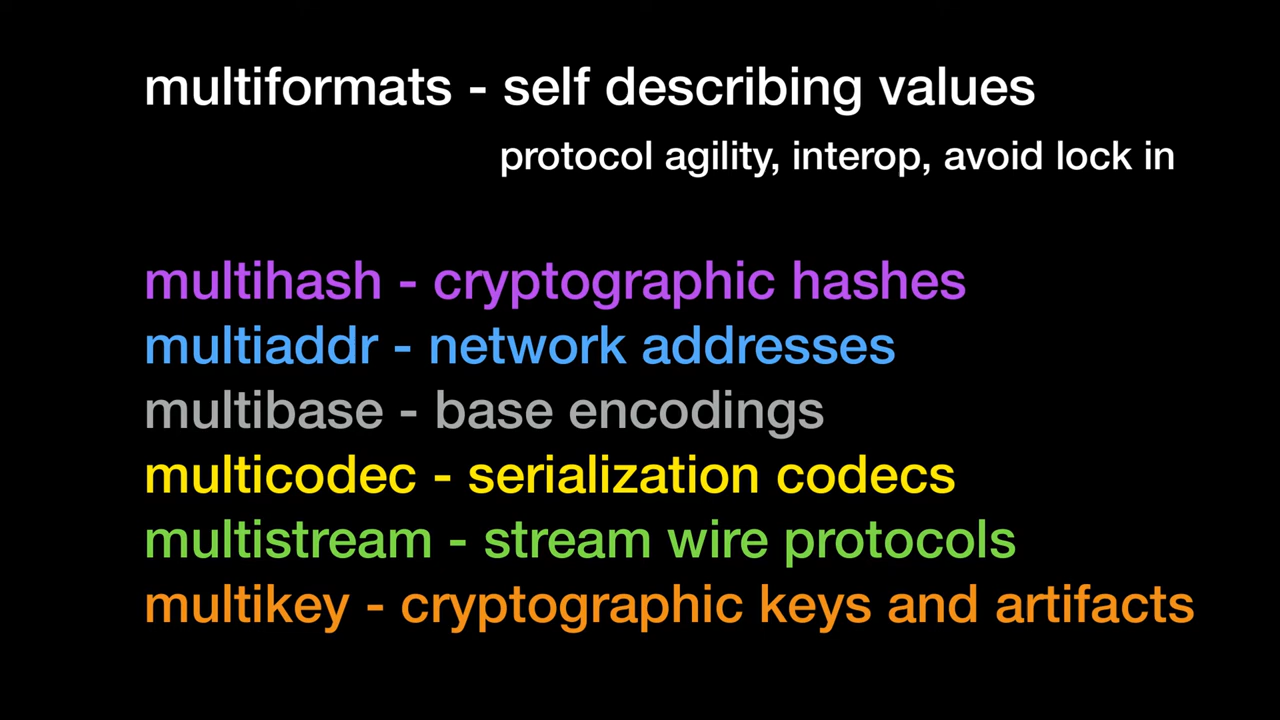 multiformats - self describing values
protocol agility, interop, avoid lock in
multihash - cryptographic hashes
multiaddr - network addresses
multibase - base encodings
multicodec - serialization codecs
multistream - stream wire protocols
multikey - cryptographic keys and artifacts